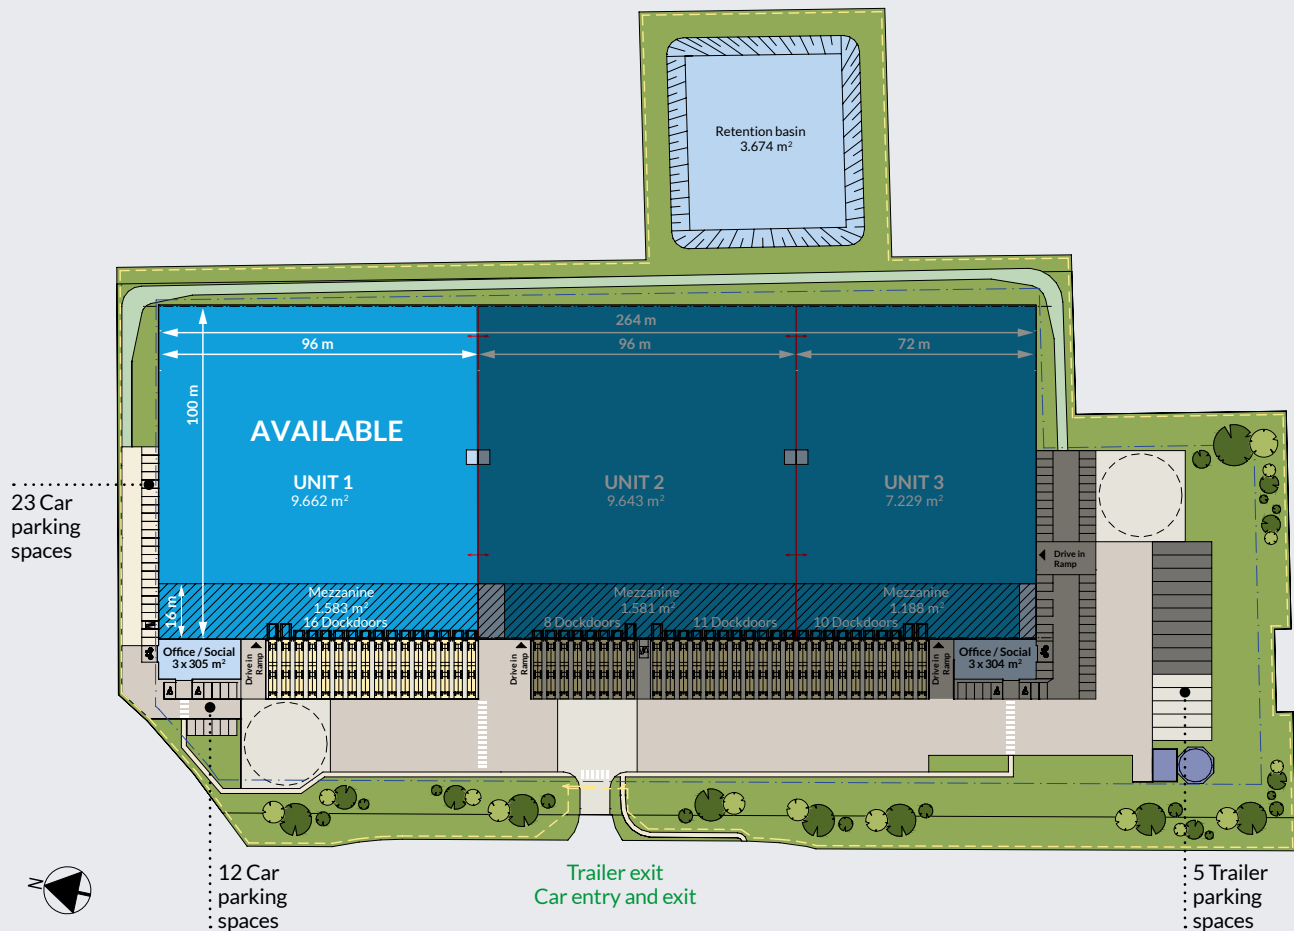 Retention basin
3.674 m²
264 m
96 m
96 m
72 m
100 m
AVAILABLE
UNIT 1
9.662 m²
UNIT 2
9.643 m²
UNIT 3
7.229 m²
23 Car
parking
spaces
Drive in
Ramp
16 m
Mezzanine
1.583 m²
16 Dockdoors
Mezzanine
1.581 m²
8 Dockdoors
11 Dockdoors
Mezzanine
1.188 m²
10 Dockdoors
Office / Social
3 x 305 m²
Drive in
Ramp
Drive in
Ramp
Drive in
Ramp
Office / Social
3 x 304 m²
N
12 Car
parking
spaces
Trailer exit
Car entry and exit
5 Trailer
parking
spaces